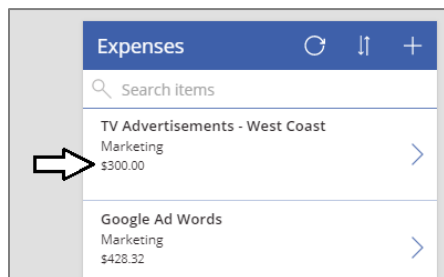 Expenses
Search items
TV Advertisements - West Coast
Marketing
$300.00
Google Ad Words
Marketing
$428.32